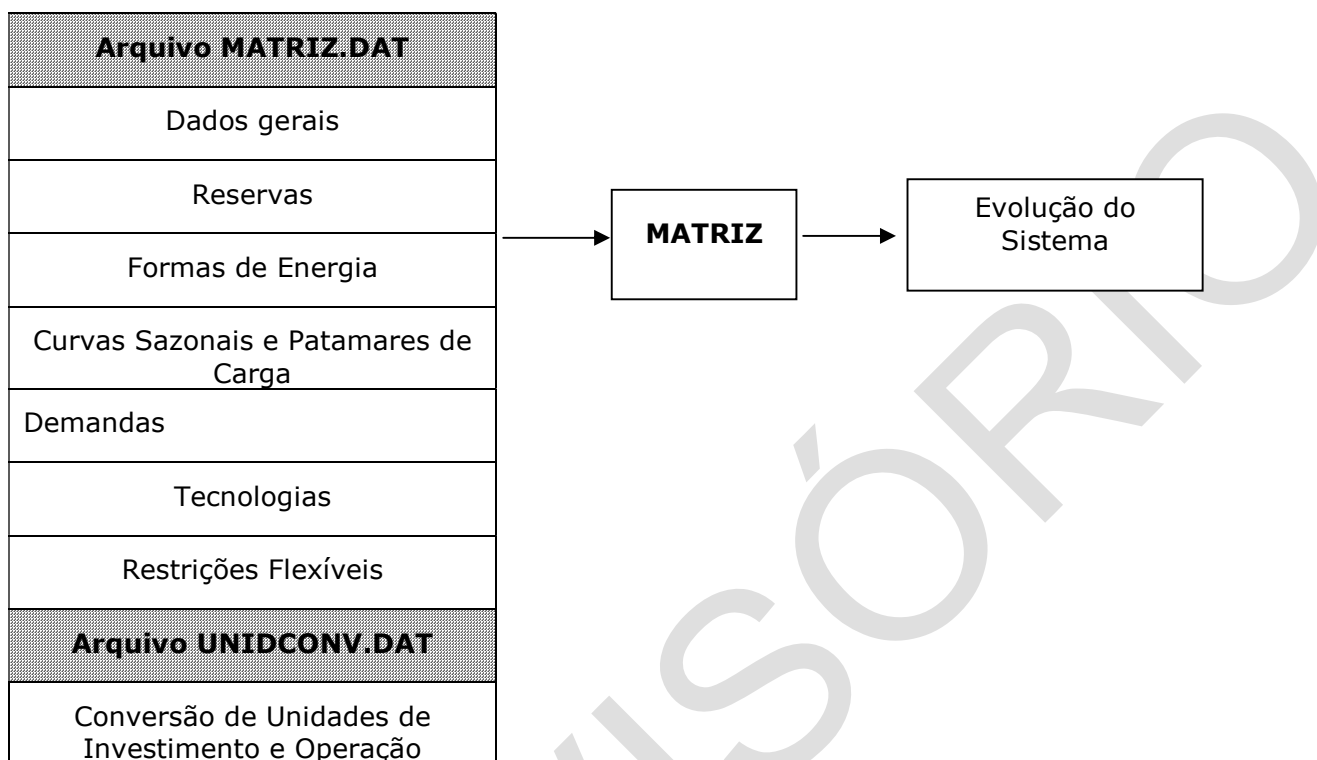 Arquivo MATRIZ.DAT
Dados gerais
Reservas
Formas de Energia
Curvas Sazonais e Patamares de
Carga
Demandas
Tecnologias
Restrições Flexíveis
Arquivo UNIDCONV.DAT
Conversão de Unidades de
Investimento e Operação
MATRIZ
Evolução do
Sistema
VISÓRIO